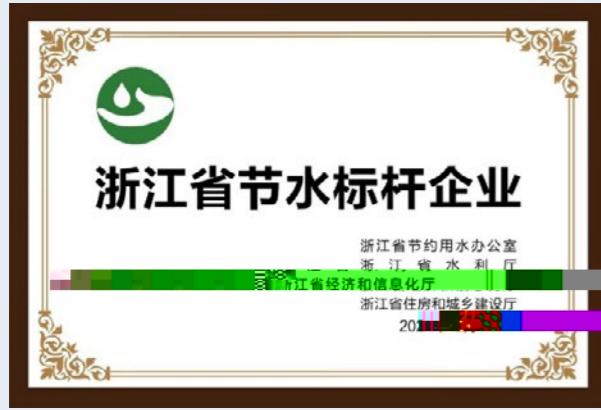 浙江省节水标杆企业
浙江省节约用水办公室
浙江省水利厅
江省经济和信息化厅
浙江省住房和城乡建设厅
202